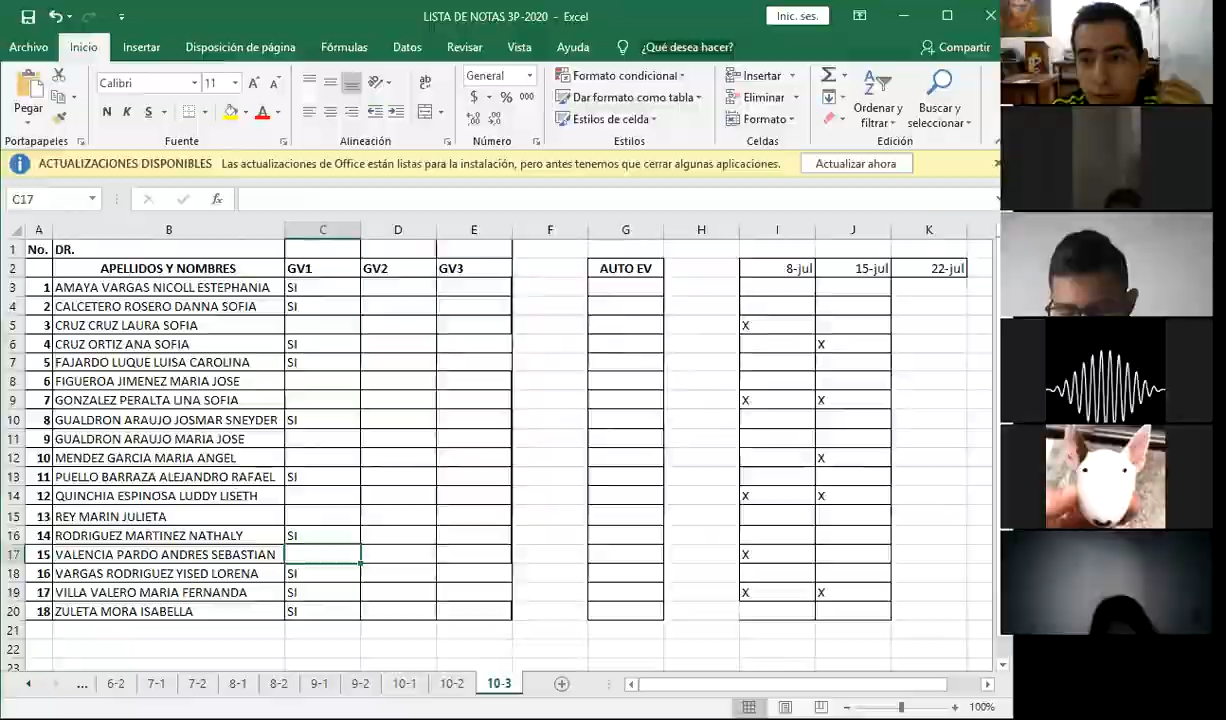 LISTA DE NOTAS 3P-2020 - Excel
Inic. ses.
Archivo Inicio Insertar Disposición de página Fórmulas Datos Revisar Vista Ayuda ¿Qué desea hacer? Compartir
Pegar
Calibri 11
N K S
General
$ % 000
Formato condicional
Dar formato como tabla
Estilos de celda
Insertar
Eliminar
Formato
Ordenar y filtrar
Buscar y seleccionar
Portapapeles Fuente Alineación Número Estilos Celdas Edición
ACTUALIZACIONES DISPONIBLES Las actualizaciones de Office están listas para la instalación, pero antes tenemos que cerrar algunas aplicaciones. Actualizar ahora
C17 fx
A B C D E F G H I J K
1 No. DR.
2 APELLIDOS Y NOMBRES GV1 GV2 GV3 AUTO EV 8-jul 15-jul 22-jul
3 1 AMAYA VARGAS NICOLL ESTEPHANIA SI
4 2 CALCETERO ROSERO DANNA SOFIA SI
5 3 CRUZ CRUZ LAURA SOFIA X
6 4 CRUZ ORTIZ ANA SOFIA SI X
7 5 FAJARDO LUQUE LUISA CAROLINA SI
8 6 FIGUEROA JIMENEZ MARIA JOSE
9 7 GONZALEZ PERALTA LINA SOFIA X X
10 8 GUALDRON ARAUJO JOSMAR SNEYDER SI
11 9 GUALDRON ARAUJO MARIA JOSE
12 10 MENDEZ GARCIA MARIA ANGEL X
13 11 PUELLO BARRAZA ALEJANDRO RAFAEL SI
14 12 QUINCHIA ESPINOSA LUDDY LISETH X X
15 13 REY MARIN JULIETA
16 14 RODRIGUEZ MARTINEZ NATHALY SI
17 15 VALENCIA PARDO ANDRES SEBASTIAN X
18 16 VARGAS RODRIGUEZ YISED LORENA SI
19 17 VILLA VALERO MARIA FERNANDA SI X X
20 18 ZULETA MORA ISABELLA SI
21
22
23
... 6-2 7-1 7-2 8-1 8-2 9-1 9-2 10-1 10-2 10-3
100%